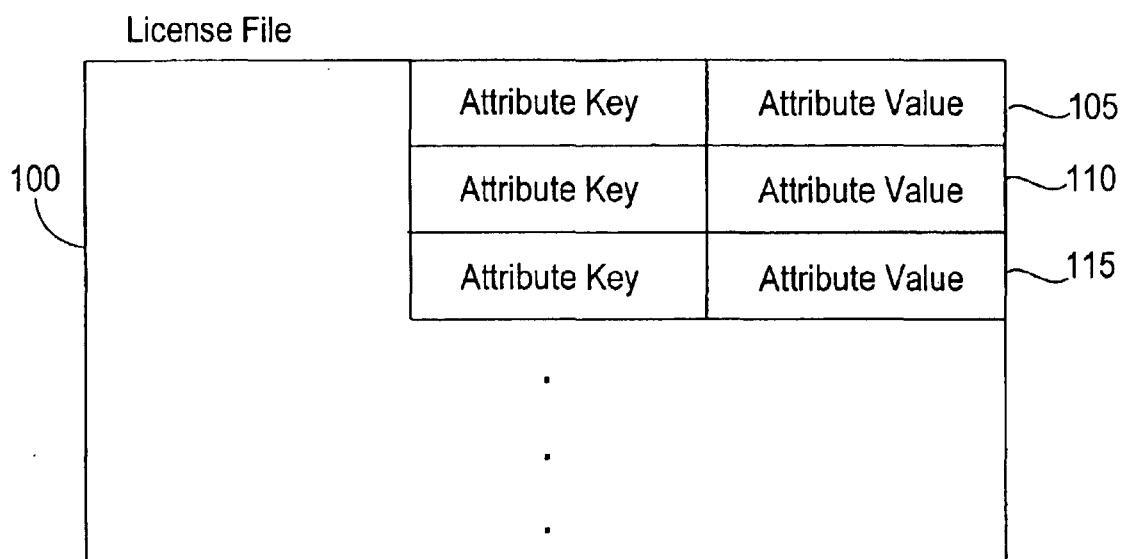 License File
Attribute Key Attribute Value 105
100 Attribute Key Attribute Value 110
Attribute Key Attribute Value 115